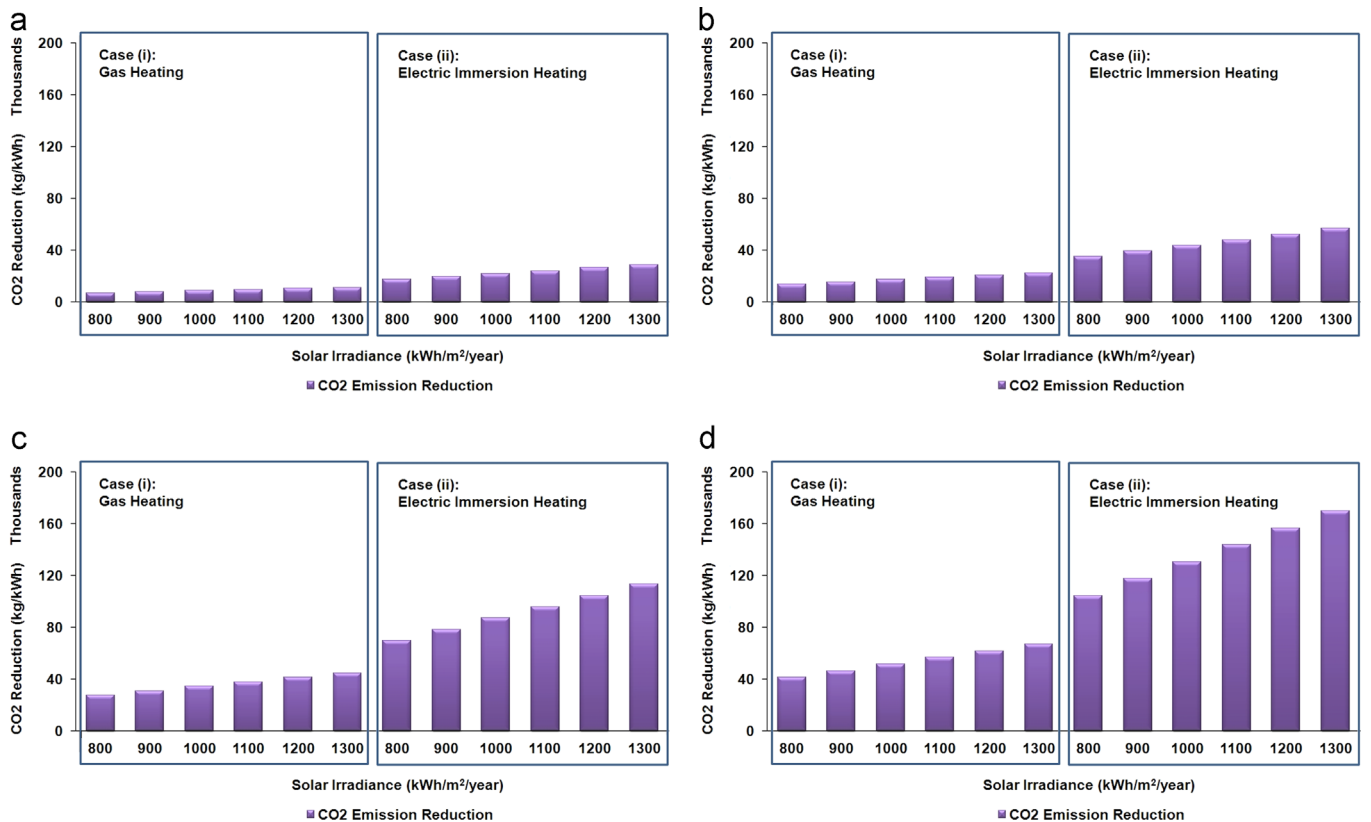 a
CO2 Reduction (kg/kWh) Thousands
200
160
120
80
40
0
Case (i):
Gas Heating
Case (ii):
Electric Immersion Heating
800 900 1000 1100 1200 1300 800 900 1000 1100 1200 1300
Solar Irradiance (kWh/m²/year)
CO2 Emission Reduction
b
CO2 Reduction (kg/kWh) Thousands
200
160
120
80
40
0
Case (i):
Gas Heating
Case (ii):
Electric Immersion Heating
800 900 1000 1100 1200 1300 800 900 1000 1100 1200 1300
Solar Irradiance (kWh/m²/year)
CO2 Emission Reduction
c
CO2 Reduction (kg/kWh) Thousands
200
160
120
80
40
0
Case (i):
Gas Heating
Case (ii):
Electric Immersion Heating
800 900 1000 1100 1200 1300 800 900 1000 1100 1200 1300
Solar Irradiance (kWh/m²/year)
CO2 Emission Reduction
d
CO2 Reduction (kg/kWh) Thousands
200
160
120
80
40
0
Case (i):
Gas Heating
Case (ii):
Electric Immersion Heating
800 900 1000 1100 1200 1300 800 900 1000 1100 1200 1300
Solar Irradiance (kWh/m²/year)
CO2 Emission Reduction